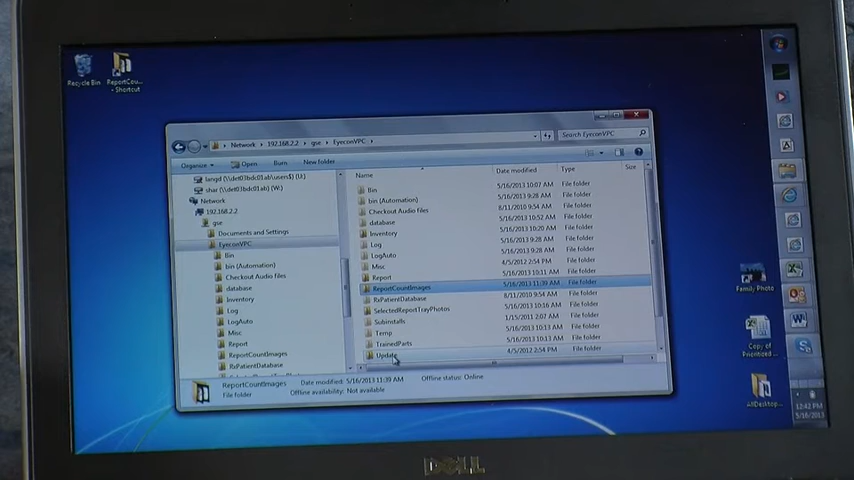 Recycle Bin
ReportCou...
- Shortcut
Network
192.168.2.2
gse
EyeconVPC
Search EyeconVPC
Organize
Open
Burn
New folder
langd (\\det03bdc01ab\users$) (U:)
shar (\\det03bdc01ab) (W:)
Network
192.168.2.2
gse
Documents and Settings
EyeconVPC
Bin
bin (Automation)
Checkout Audio files
database
Inventory
Log
LogAuto
Misc
Report
ReportCountImages
RxPatientDatabase
Name
Date modified
Type
Size
Bin
5/16/2013 10:07 AM
File folder
bin (Automation)
5/16/2013 9:28 AM
File folder
Checkout Audio files
8/11/2010 9:54 AM
File folder
database
5/16/2013 10:52 AM
File folder
Inventory
5/16/2013 10:20 AM
File folder
Log
5/16/2013 9:28 AM
File folder
LogAuto
5/16/2013 9:28 AM
File folder
Misc
4/5/2012 2:54 PM
File folder
Report
5/16/2013 10:11 AM
File folder
ReportCountImages
5/16/2013 11:39 AM
File folder
RxPatientDatabase
8/11/2010 9:54 AM
File folder
SelectedReportTrayPhotos
5/16/2013 10:16 AM
File folder
Subinstalls
1/15/2011 2:07 AM
File folder
Temp
5/16/2013 10:13 AM
File folder
TrainedParts
5/16/2013 10:13 AM
File folder
Update
4/5/2012 2:54 PM
File folder
ReportCountImages
Date modified: 5/16/2013 11:39 AM
Offline status: Online
File folder
Offline availability: Not available
Family Photo
Copy of
Prioritized ...
AllDesktop...
12:42 PM
5/16/2013
DELL